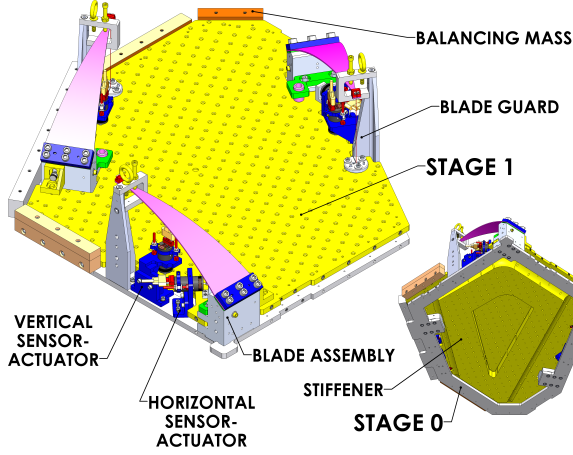 BALANCING MASS
BLADE GUARD
STAGE 1
VERTICAL
SENSOR-
ACTUATOR
BLADE ASSEMBLY
HORIZONTAL
SENSOR-
ACTUATOR
STIFFENER
STAGE 0